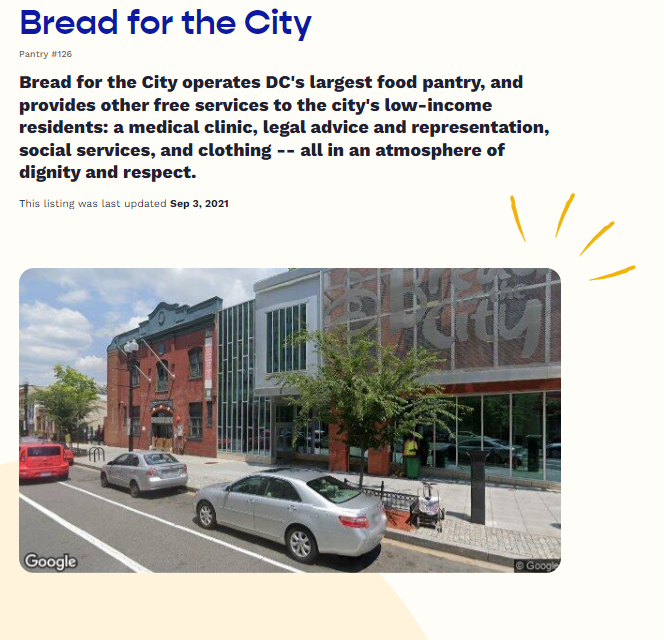 Bread for the City
Pantry #126
Bread for the City operates DC's largest food pantry, and
provides other free services to the city's low-income
residents: a medical clinic, legal advice and representation,
social services, and clothing -- all in an atmosphere of
dignity and respect.
This listing was last updated Sep 3, 2021
Bread
City
Google
© Google